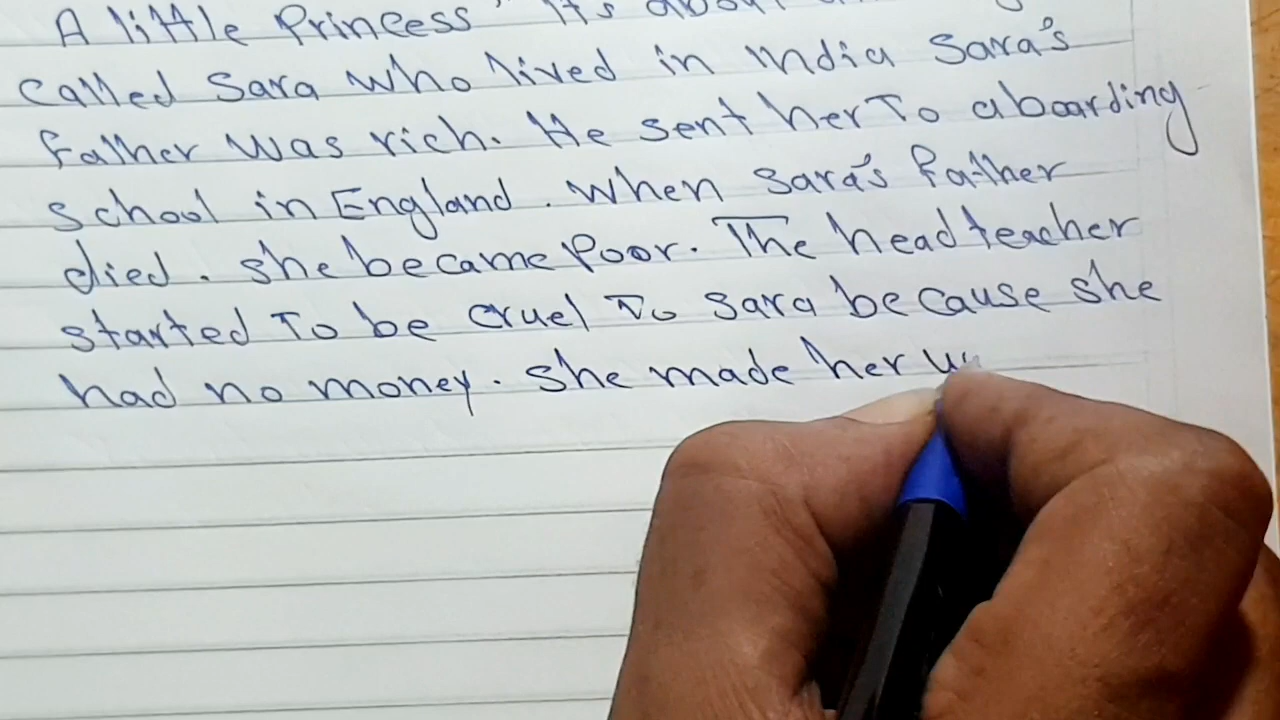 A little Princess" It's about
called Sara who lived in India Sara's
father was rich. He sent her To a boarding
school in England. when Sara's father
died. she became Poor. The head teacher
started To be cruel To Sara because she
had no money. She made her